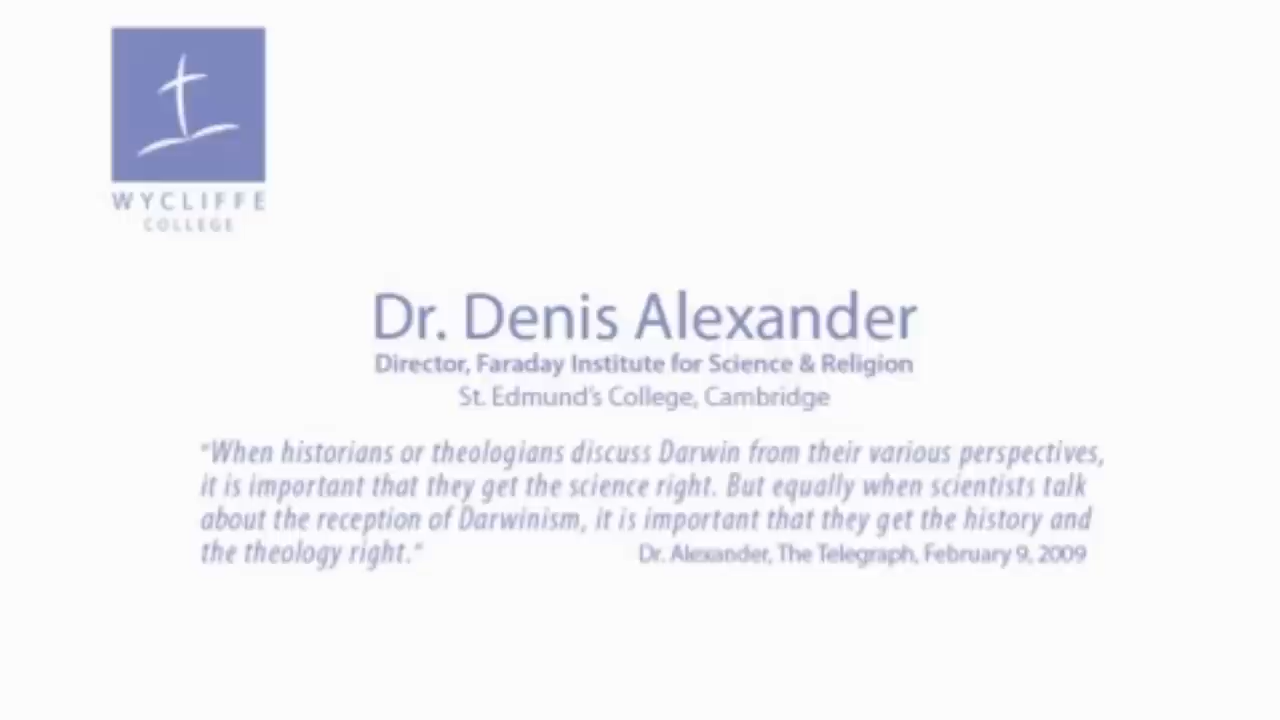 WYCLIFFE
COLLEGE
Dr. Denis Alexander
Director, Faraday Institute for Science & Religion
St. Edmund's College, Cambridge
"When historians or theologians discuss Darwin from their various perspectives,
it is important that they get the science right. But equally when scientists talk
about the reception of Darwinism, it is important that they get the history and
the theology right." Dr. Alexander, The Telegraph, February 9, 2009